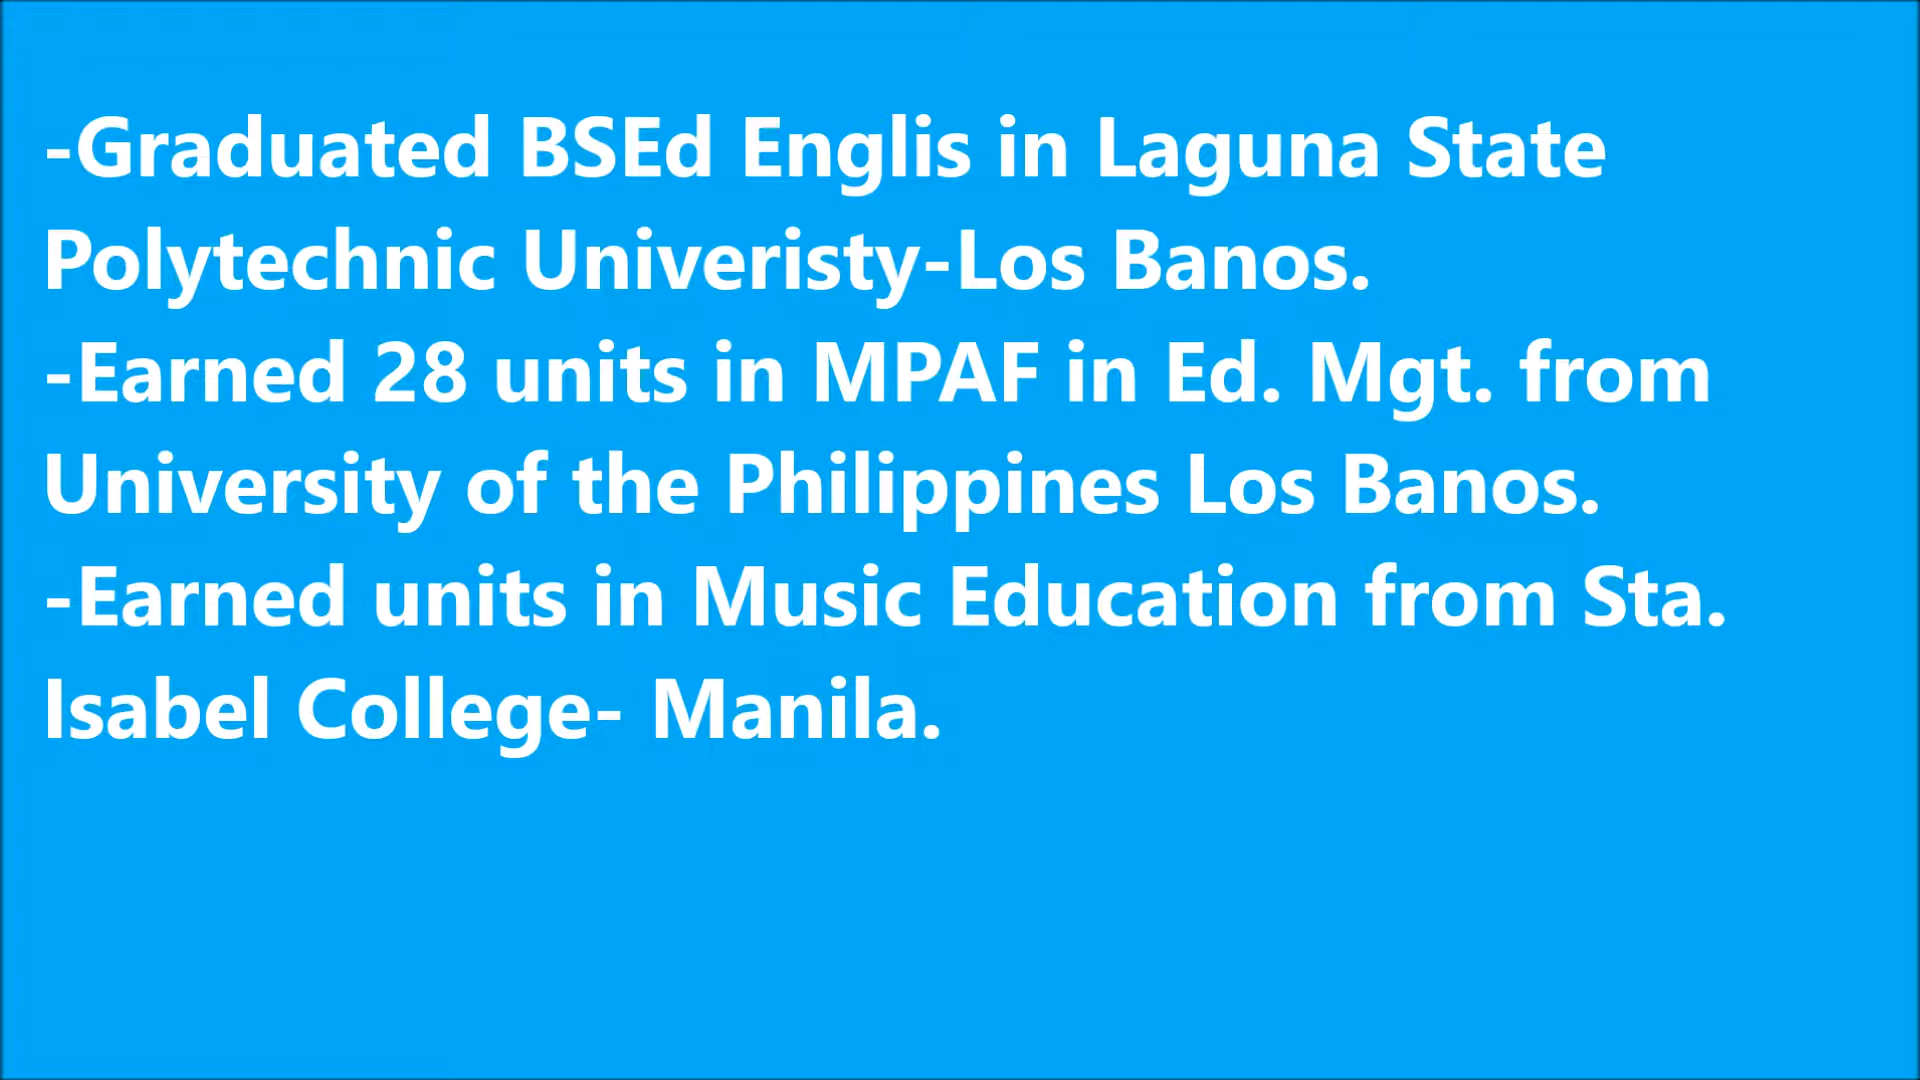 -Graduated BSEd Englis in Laguna State
Polytechnic Univeristy-Los Banos.
-Earned 28 units in MPAF in Ed. Mgt. from
University of the Philippines Los Banos.
-Earned units in Music Education from Sta.
Isabel College- Manila.